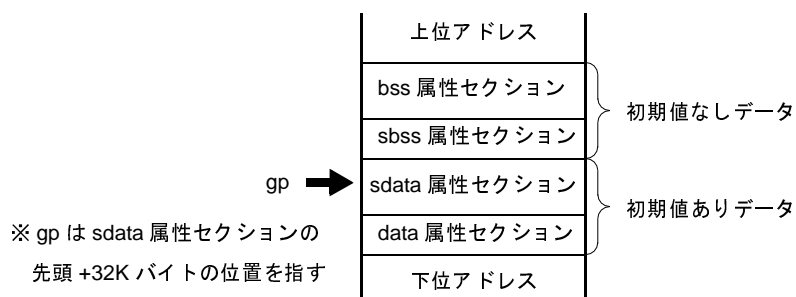 上位アドレス
bss 属性セクション
初期値なしデータ
sbss 属性セクション
gp
sdata 属性セクション
初期値ありデータ
※ gp は sdata 属性セクションの
data 属性セクション
先頭 +32K バイトの位置を指す
下位アドレス